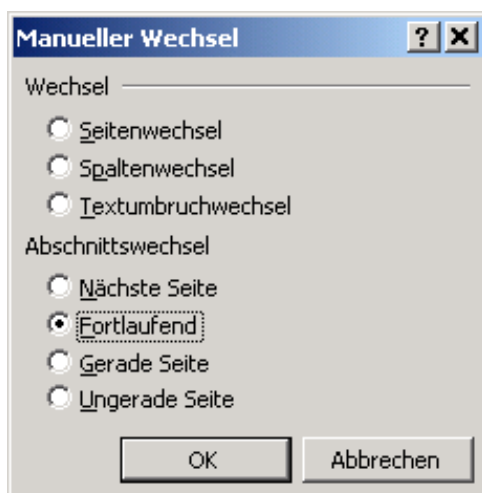 Manueller Wechsel
Wechsel
Seitenwechsel
Spaltenwechsel
Textumbruchwechsel
Abschnittswechsel
Nächste Seite
Fortlaufend
Gerade Seite
Ungerade Seite
OK Abbrechen